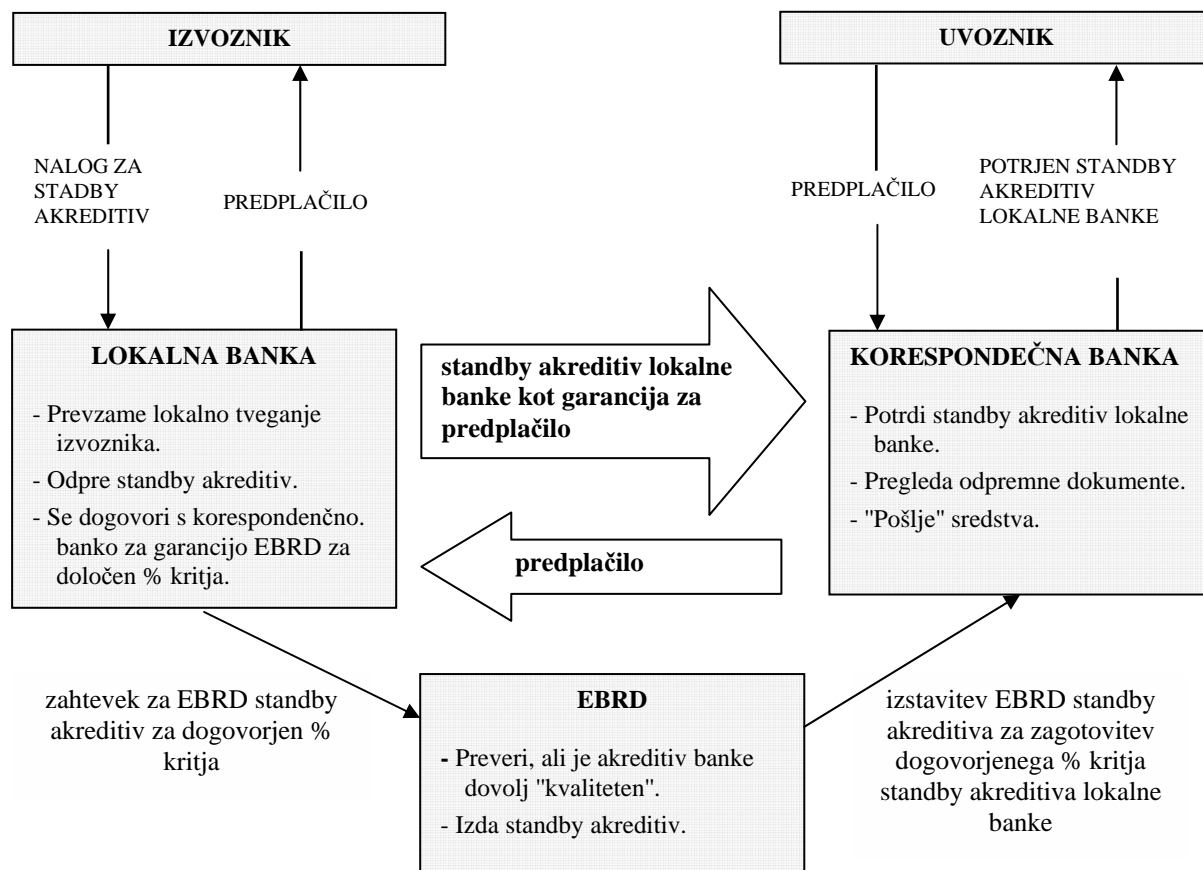 IZVOZNIK
UVOZNIK
NALOG ZA
STADBY
AKREDITIV
PREDPLAČILO
PREDPLAČILO
POTRJEN STANDBY
AKREDITIV
LOKALNE BANKE
LOKALNA BANKA
- Prevzame lokalno tveganje
izvoznika.
- Odpre standby akreditiv.
- Se dogovori s korespondenčno.
banko za garancijo EBRD za
določen % kritja.
standby akreditiv lokalne
banke kot garancija za
predplačilo
predplačilo
KORESPONDEČNA BANKA
- Potrdi standby akreditiv lokalne
banke.
- Pregleda odpremne dokumente.
- "Pošlje" sredstva.
zahtevek za EBRD standby
akreditiv za dogovorjen %
kritja
EBRD
- Preveri, ali je akreditiv banke
dovolj "kvaliteten".
- Izda standby akreditiv.
izstavitev EBRD standby
akreditiva za zagotovitev
dogovorjenega % kritja
standby akreditiva lokalne
banke